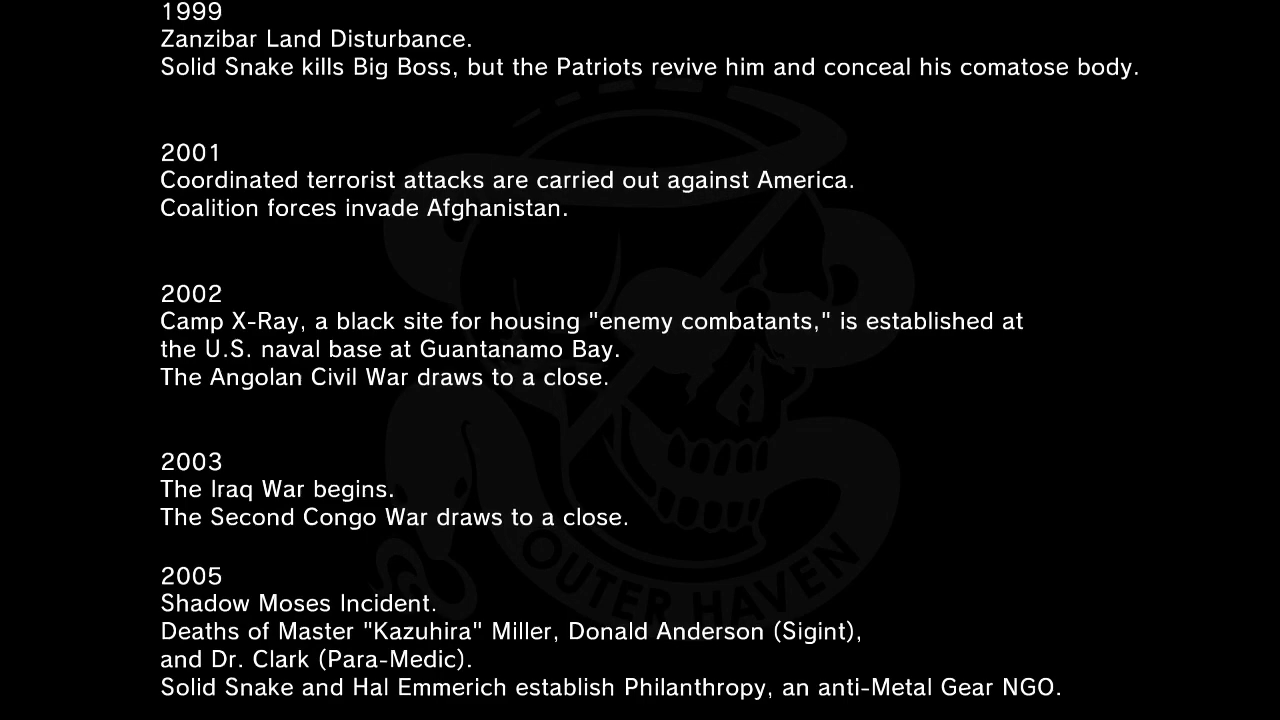 1999
Zanzibar Land Disturbance.
Solid Snake kills Big Boss, but the Patriots revive him and conceal his comatose body.
2001
Coordinated terrorist attacks are carried out against America.
Coalition forces invade Afghanistan.
2002
Camp X-Ray, a black site for housing "enemy combatants," is established at
the U.S. naval base at Guantanamo Bay.
The Angolan Civil War draws to a close.
2003
The Iraq War begins.
The Second Congo War draws to a close.
OUTER HAVEN
2005
Shadow Moses Incident.
Deaths of Master "Kazuhira" Miller, Donald Anderson (Sigint),
and Dr. Clark (Para-Medic).
Solid Snake and Hal Emmerich establish Philanthropy, an anti-Metal Gear NGO.